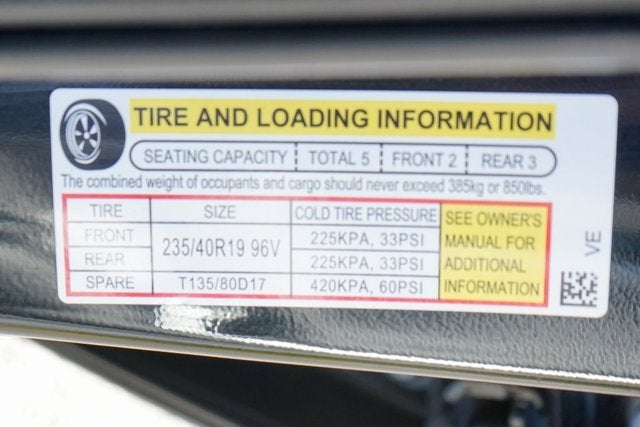 TIRE AND LOADING INFORMATION
SEATING CAPACITY TOTAL 5 FRONT 2 REAR 3
The combined weight of occupants and cargo should never exceed 385kg or 850lbs.
TIRE SIZE COLD TIRE PRESSURE
FRONT 235/40R19 96V 225KPA, 33PSI
REAR 225KPA, 33PSI
SPARE T135/80D17 420KPA, 60PSI
SEE OWNER'S
MANUAL FOR
ADDITIONAL
INFORMATION
VE